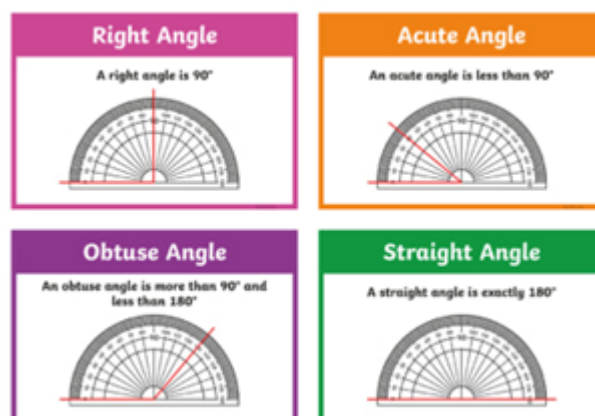 Right Angle
A right angle is 90°
Acute Angle
An acute angle is less than 90°
Obtuse Angle
An obtuse angle is more than 90° and
less than 180°
Straight Angle
A straight angle is exactly 180°